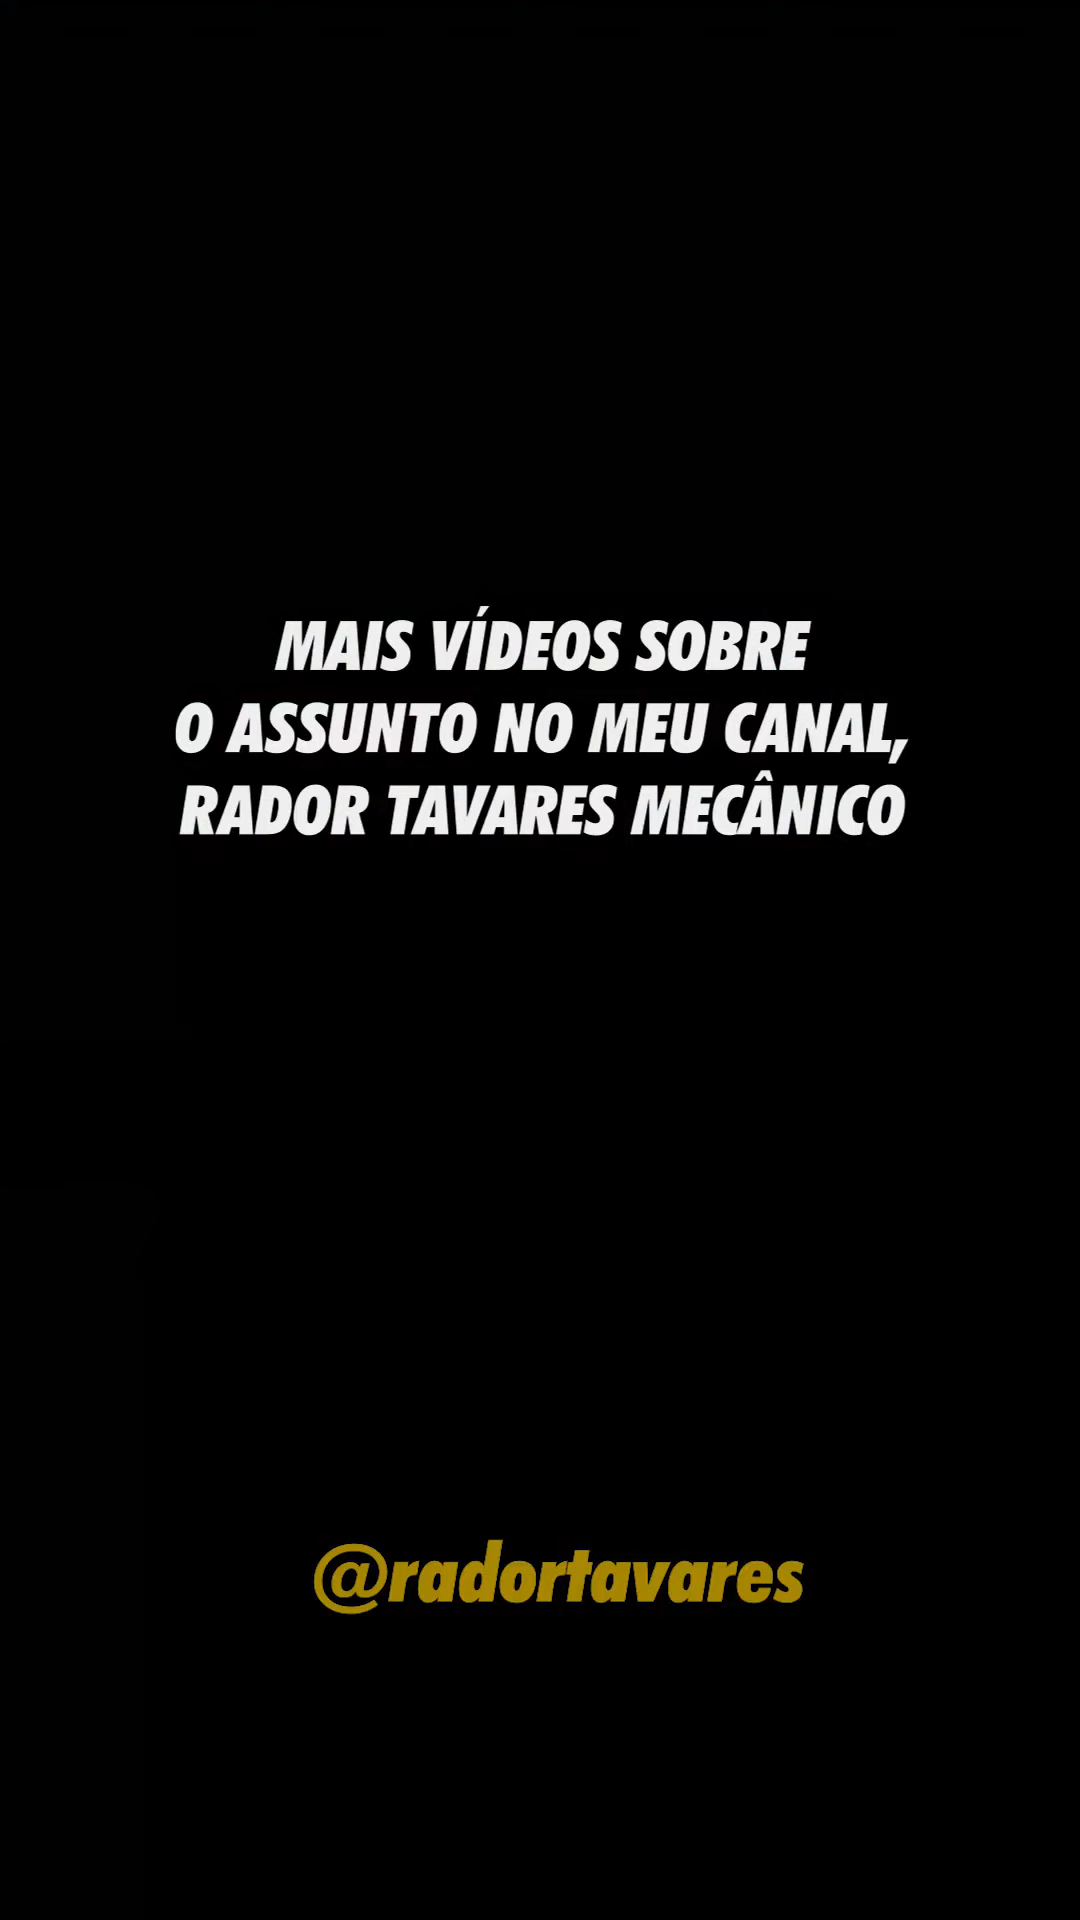 MAIS VÍDEOS SOBRE
O ASSUNTO NO MEU CANAL,
RADOR TAVARES MECÂNICO
@radortavares